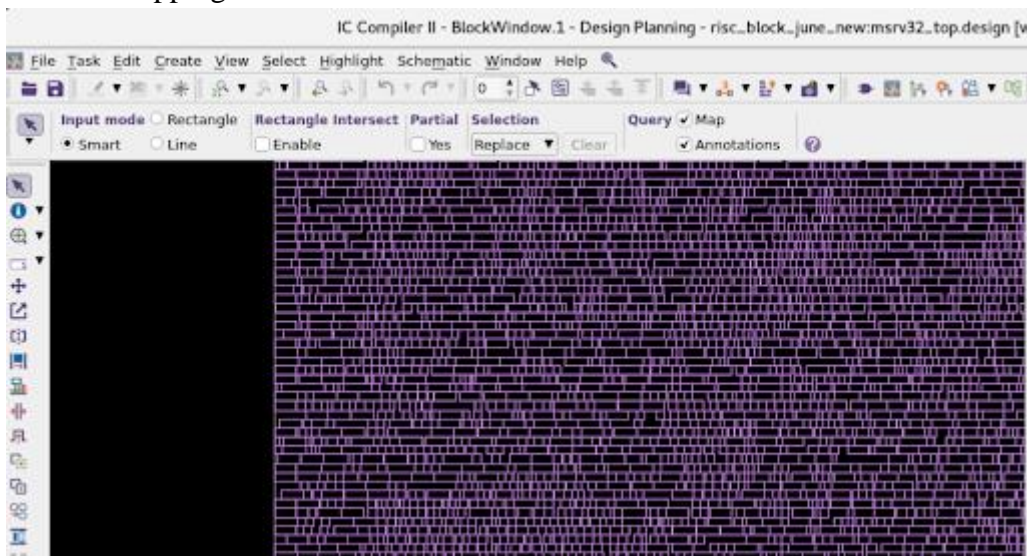 IC Compiler II - BlockWindow.1 - Design Planning - risc_block_june_new:msrv32_top.design [
File Task Edit Create View Select Highlight Schematic Window Help
0
Input mode Rectangle Rectangle Intersect Partial Selection Query Map
Smart Line Enable Yes Replace Clear Annotations